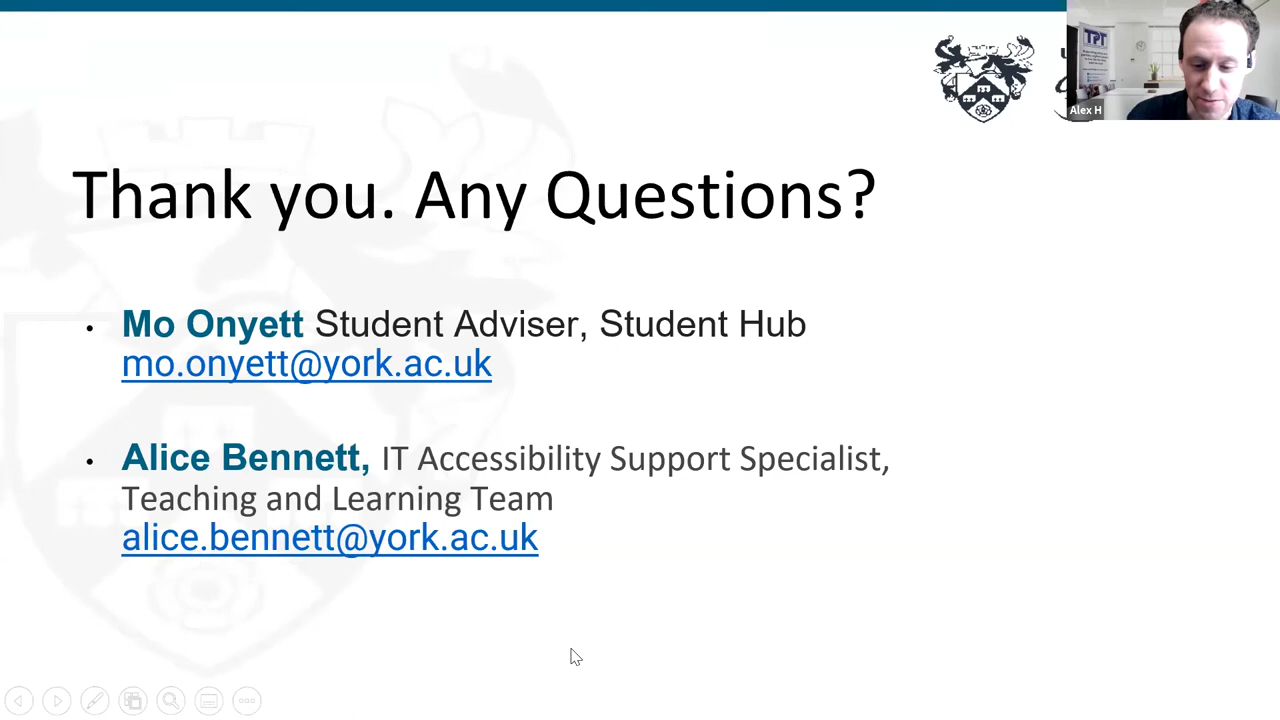 TPT
Alex H
Thank you. Any Questions?
• Mo Onyett Student Adviser, Student Hub
mo.onyett@york.ac.uk
• Alice Bennett, IT Accessibility Support Specialist,
Teaching and Learning Team
alice.bennett@york.ac.uk